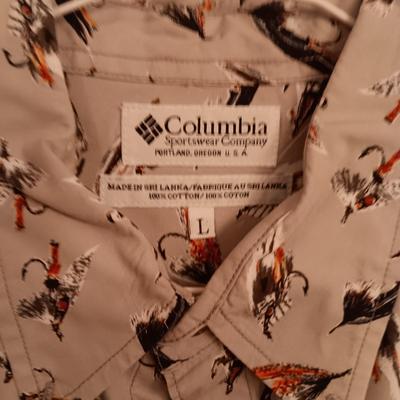 Columbia
Sportswear Company
PORTLAND, OREGON U.S.A.
MADE IN SRI LANKA/FABRIQUE AU SRI LANKA
100% COTTON/100% COTON
L